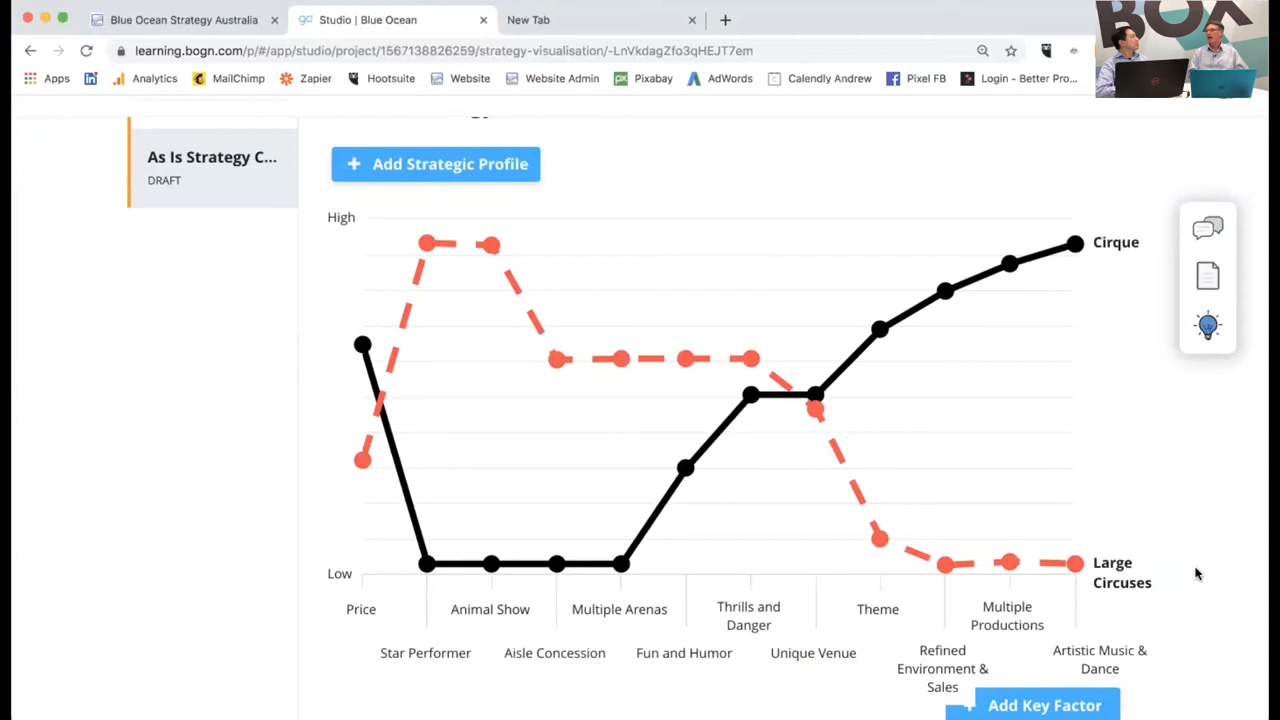 Blue Ocean Strategy Australia
Studio | Blue Ocean
New Tab
learning.bogn.com/p/#/app/studio/project/1567138826259/strategy-visualisation/-LnVkdagZfo3qHEJT7em
Apps
Analytics
MailChimp
Zapier
Hootsuite
Website
Website Admin
Pixabay
AdWords
Calendly Andrew
Pixel FB
Login - Better Pro...
BOX
As Is Strategy C...
DRAFT
+ Add Strategic Profile
High
Cirque
Low
Large
Circuses
Price
Star Performer
Animal Show
Aisle Concession
Multiple Arenas
Fun and Humor
Thrills and
Danger
Unique Venue
Theme
Refined
Environment &
Sales
Multiple
Productions
Artistic Music &
Dance
+ Add Key Factor